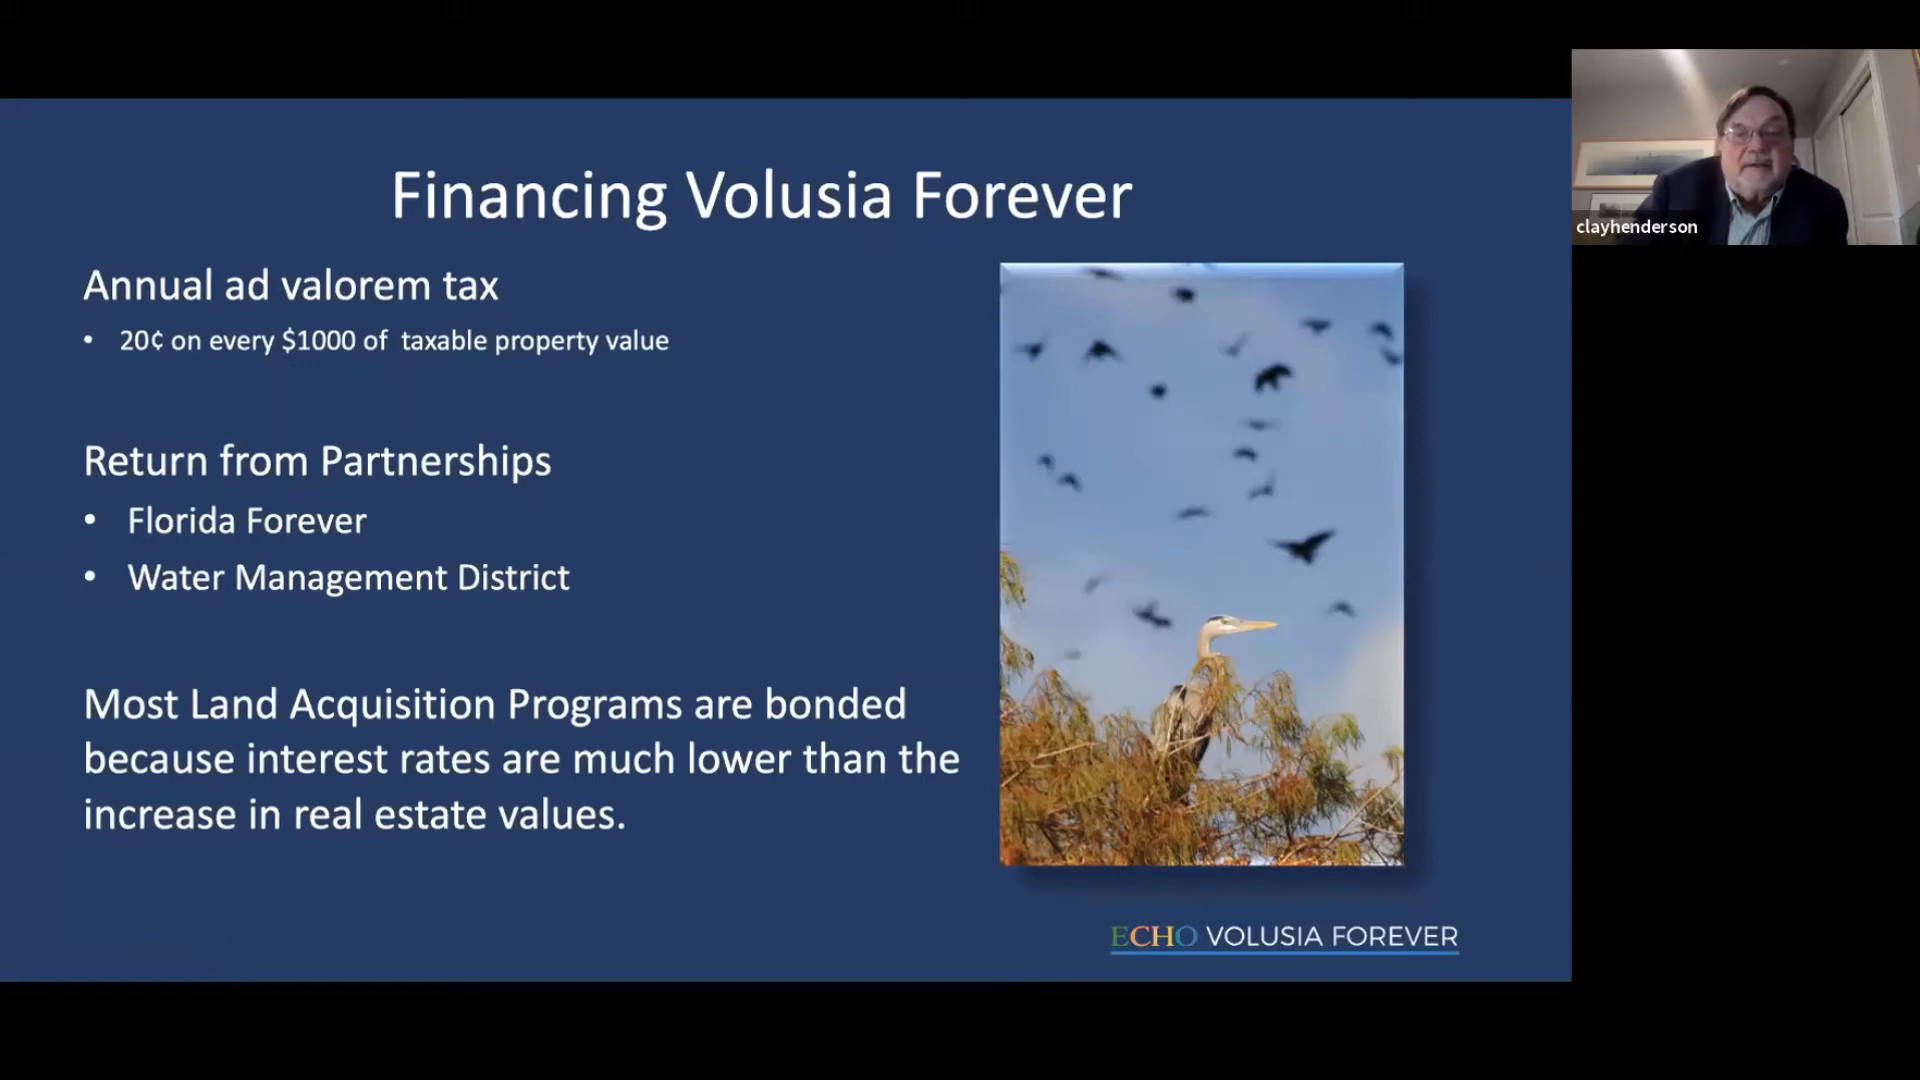 Financing Volusia Forever
Annual ad valorem tax
• 20¢ on every $1000 of taxable property value
Return from Partnerships
• Florida Forever
• Water Management District
Most Land Acquisition Programs are bonded
because interest rates are much lower than the
increase in real estate values.
ECHO VOLUSIA FOREVER
clayhenderson